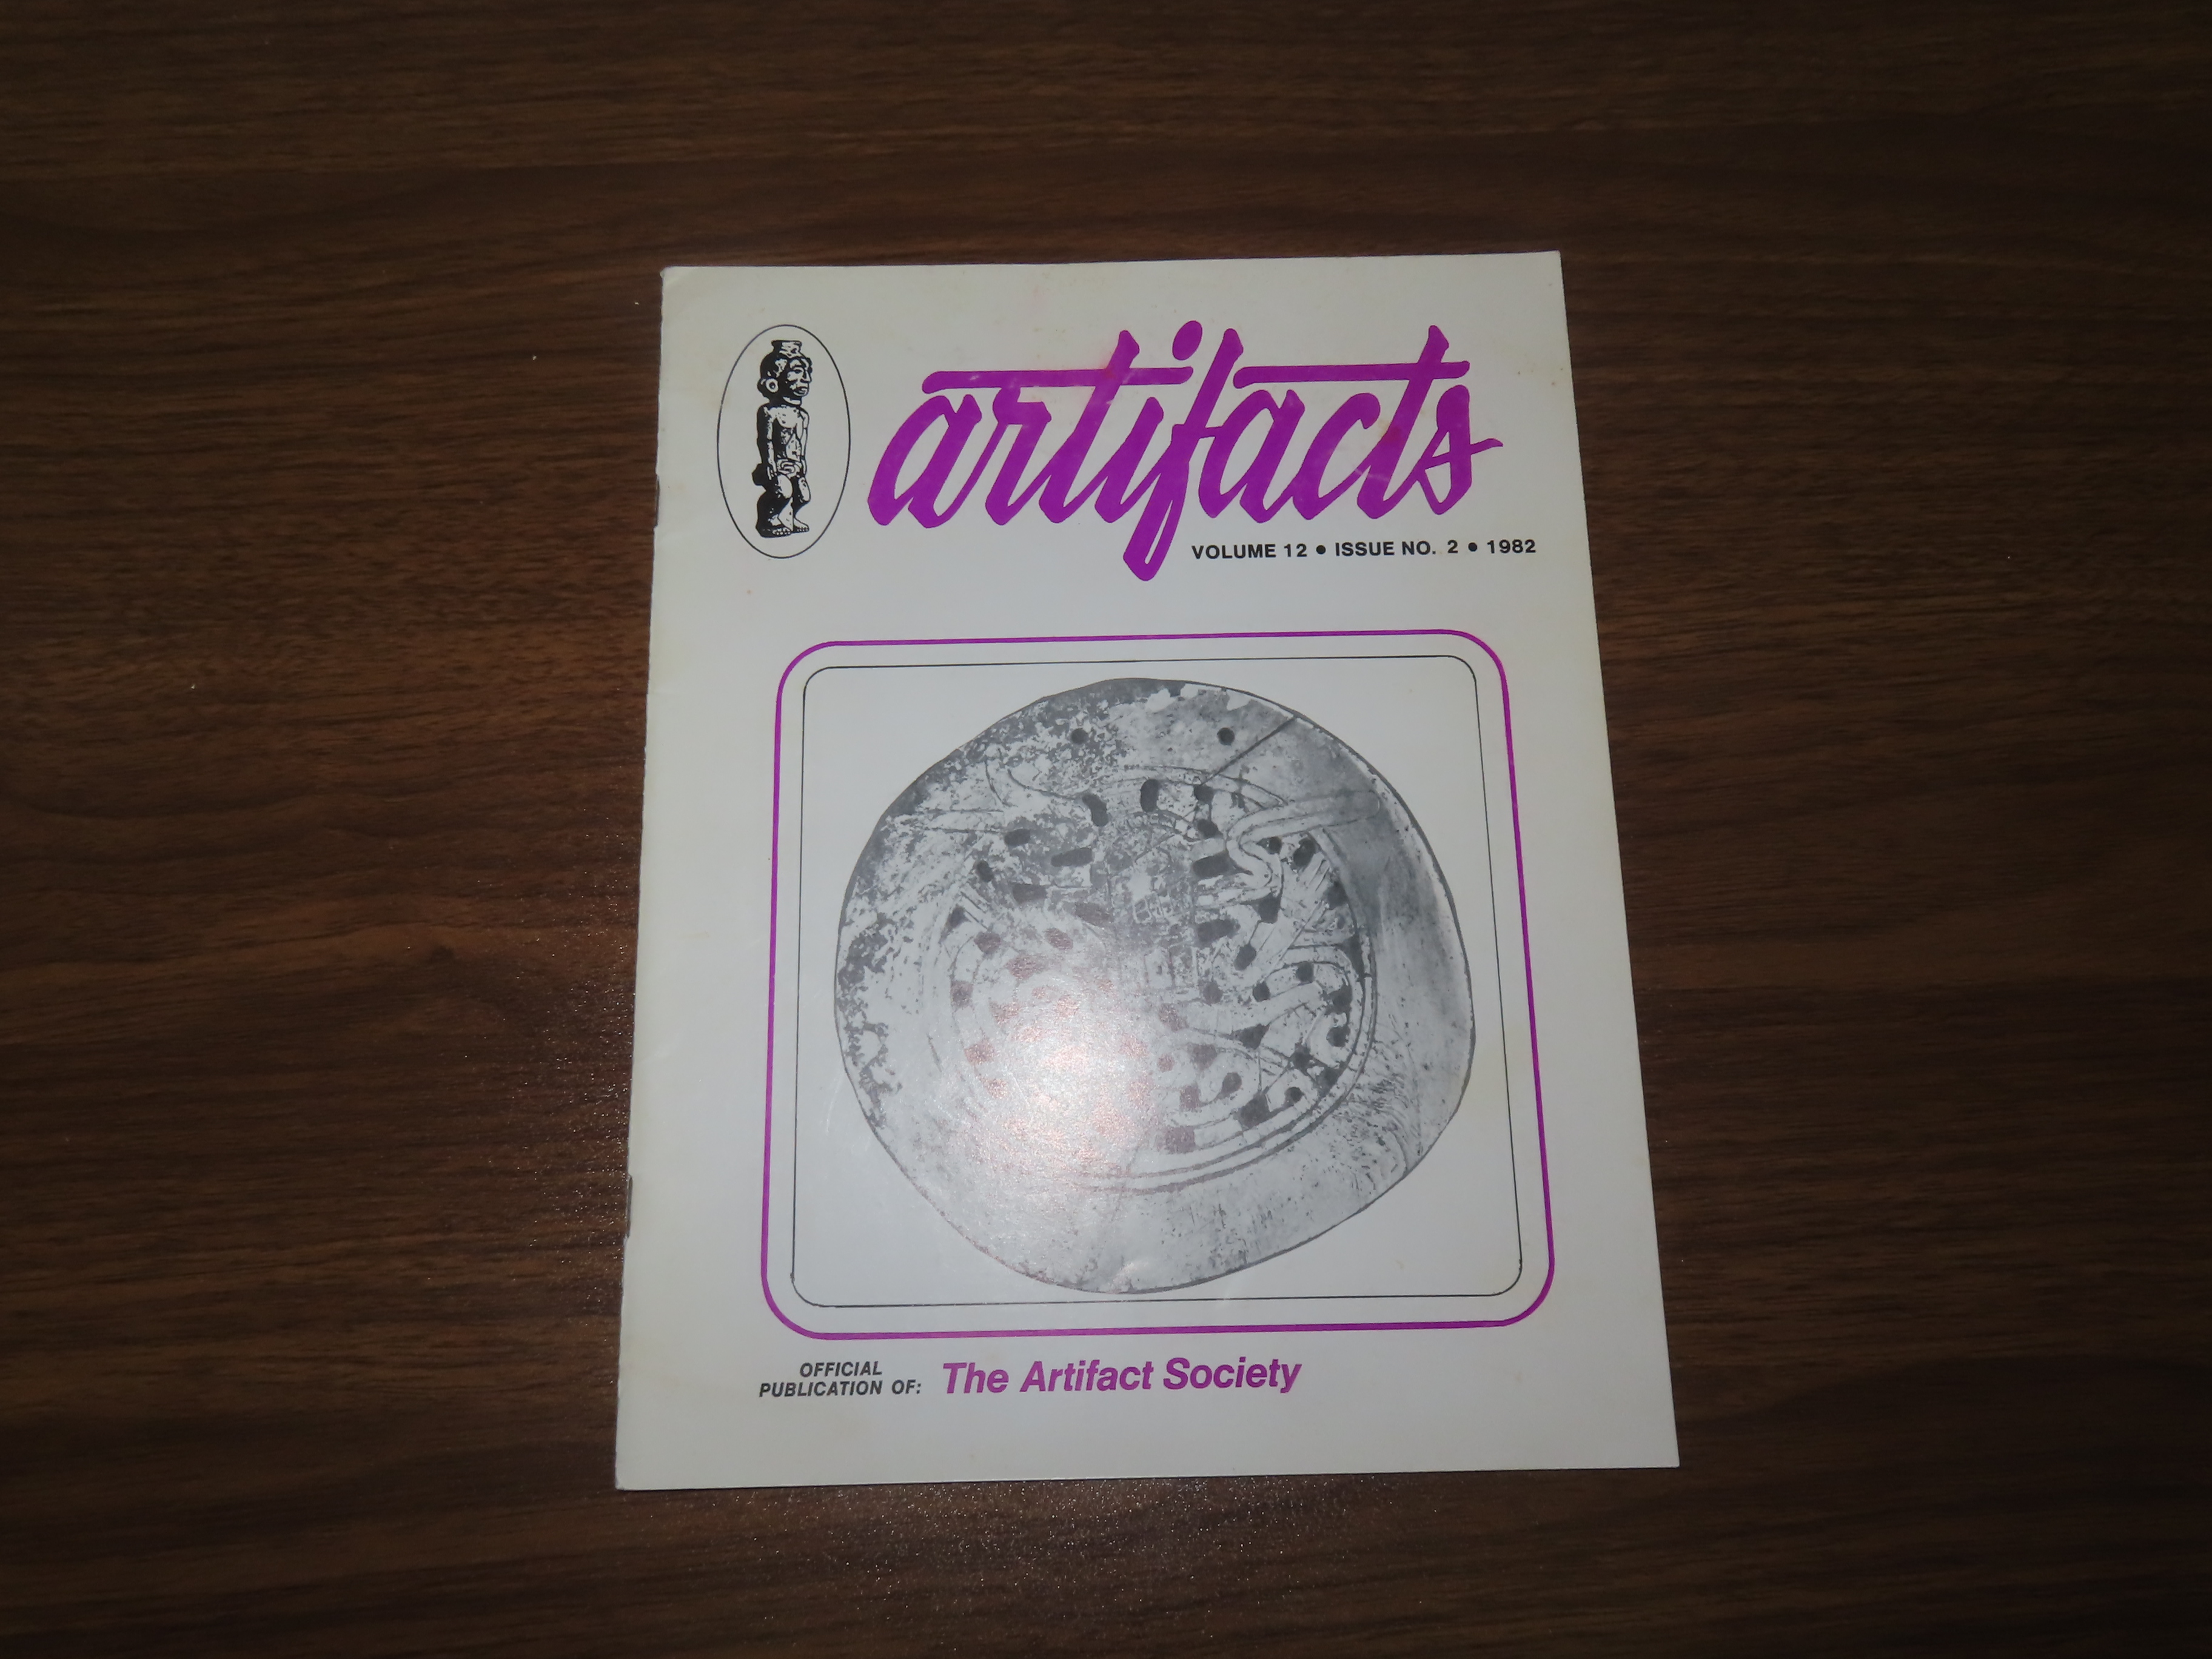 artifacts
VOLUME 12 • ISSUE NO. 2 • 1982
OFFICIAL
PUBLICATION OF:
The Artifact Society